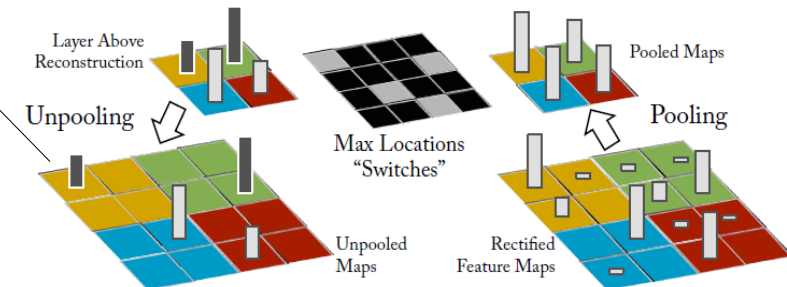 Layer Above
Reconstruction
Pooled Maps
Unpooling
Max Locations
“Switches”
Pooling
Unpooled
Maps
Rectified
Feature Maps